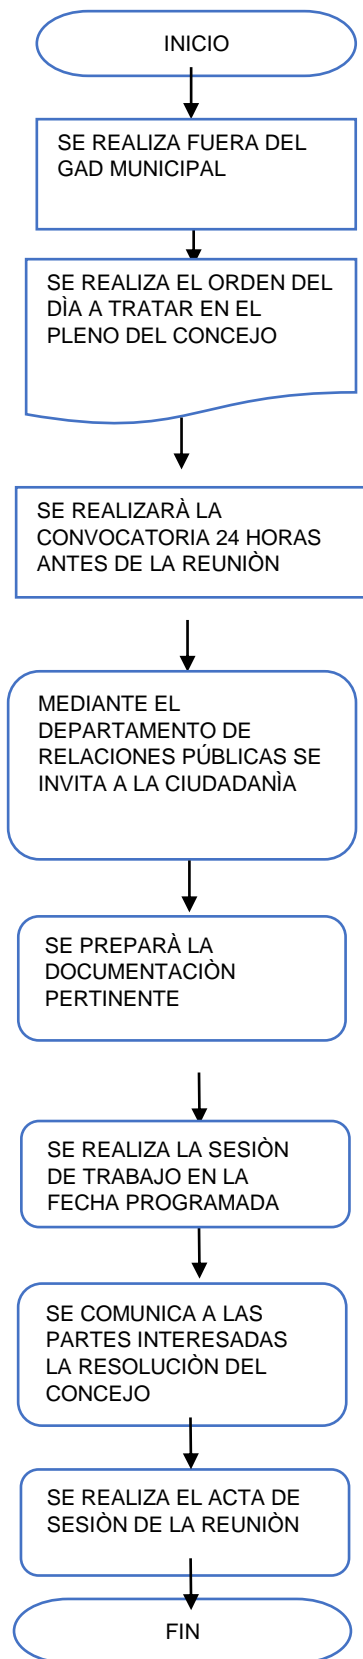 INICIO
SE REALIZA FUERA DEL
GAD MUNICIPAL
SE REALIZA EL ORDEN DEL
DÌA A TRATAR EN EL
PLENO DEL CONCEJO
SE REALIZARÀ LA
CONVOCATORIA 24 HORAS
ANTES DE LA REUNIÒN
MEDIANTE EL
DEPARTAMENTO DE
RELACIONES PÚBLICAS SE
INVITA A LA CIUDADANÌA
SE PREPARÀ LA
DOCUMENTACIÒN
PERTINENTE
SE REALIZA LA SESIÒN
DE TRABAJO EN LA
FECHA PROGRAMADA
SE COMUNICA A LAS
PARTES INTERESADAS
LA RESOLUCIÒN DEL
CONCEJO
SE REALIZA EL ACTA DE
SESIÒN DE LA REUNIÒN
FIN